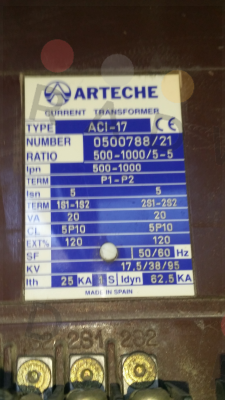 ARTECHE
CURRENT TRANSFORMER
TYPE ACI-17 CE
NUMBER 0500788/21
RATIO 500-1000/5-5
Ipn 500-1000
TERM P1-P2
Isn 5 5
TERM 1S1-1S2 2S1-2S2
VA 20 20
CL 5P10 5P10
EXT% 120 120
SF 50/60 Hz
KV 17,5/38/95
Ith 25 KA 1 S Idyn 62.5 KA
MADE IN SPAIN
2S1 2S2